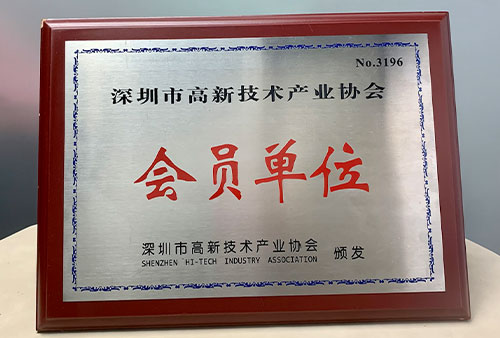 No.3196
深圳市高新技术产业协会
会员单位
深圳市高新技术产业协会 颁发
SHENZHEN HI-TECH INDUSTRY ASSOCIATION